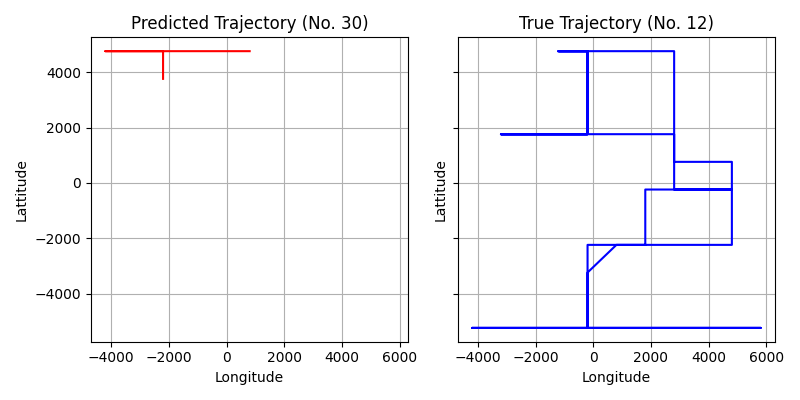 Predicted Trajectory (No. 30)
4000
2000
0
−2000
−4000
Lattitude
−4000 −2000 0 2000 4000 6000
Longitude
True Trajectory (No. 12)
Lattitude
−4000 −2000 0 2000 4000 6000
Longitude